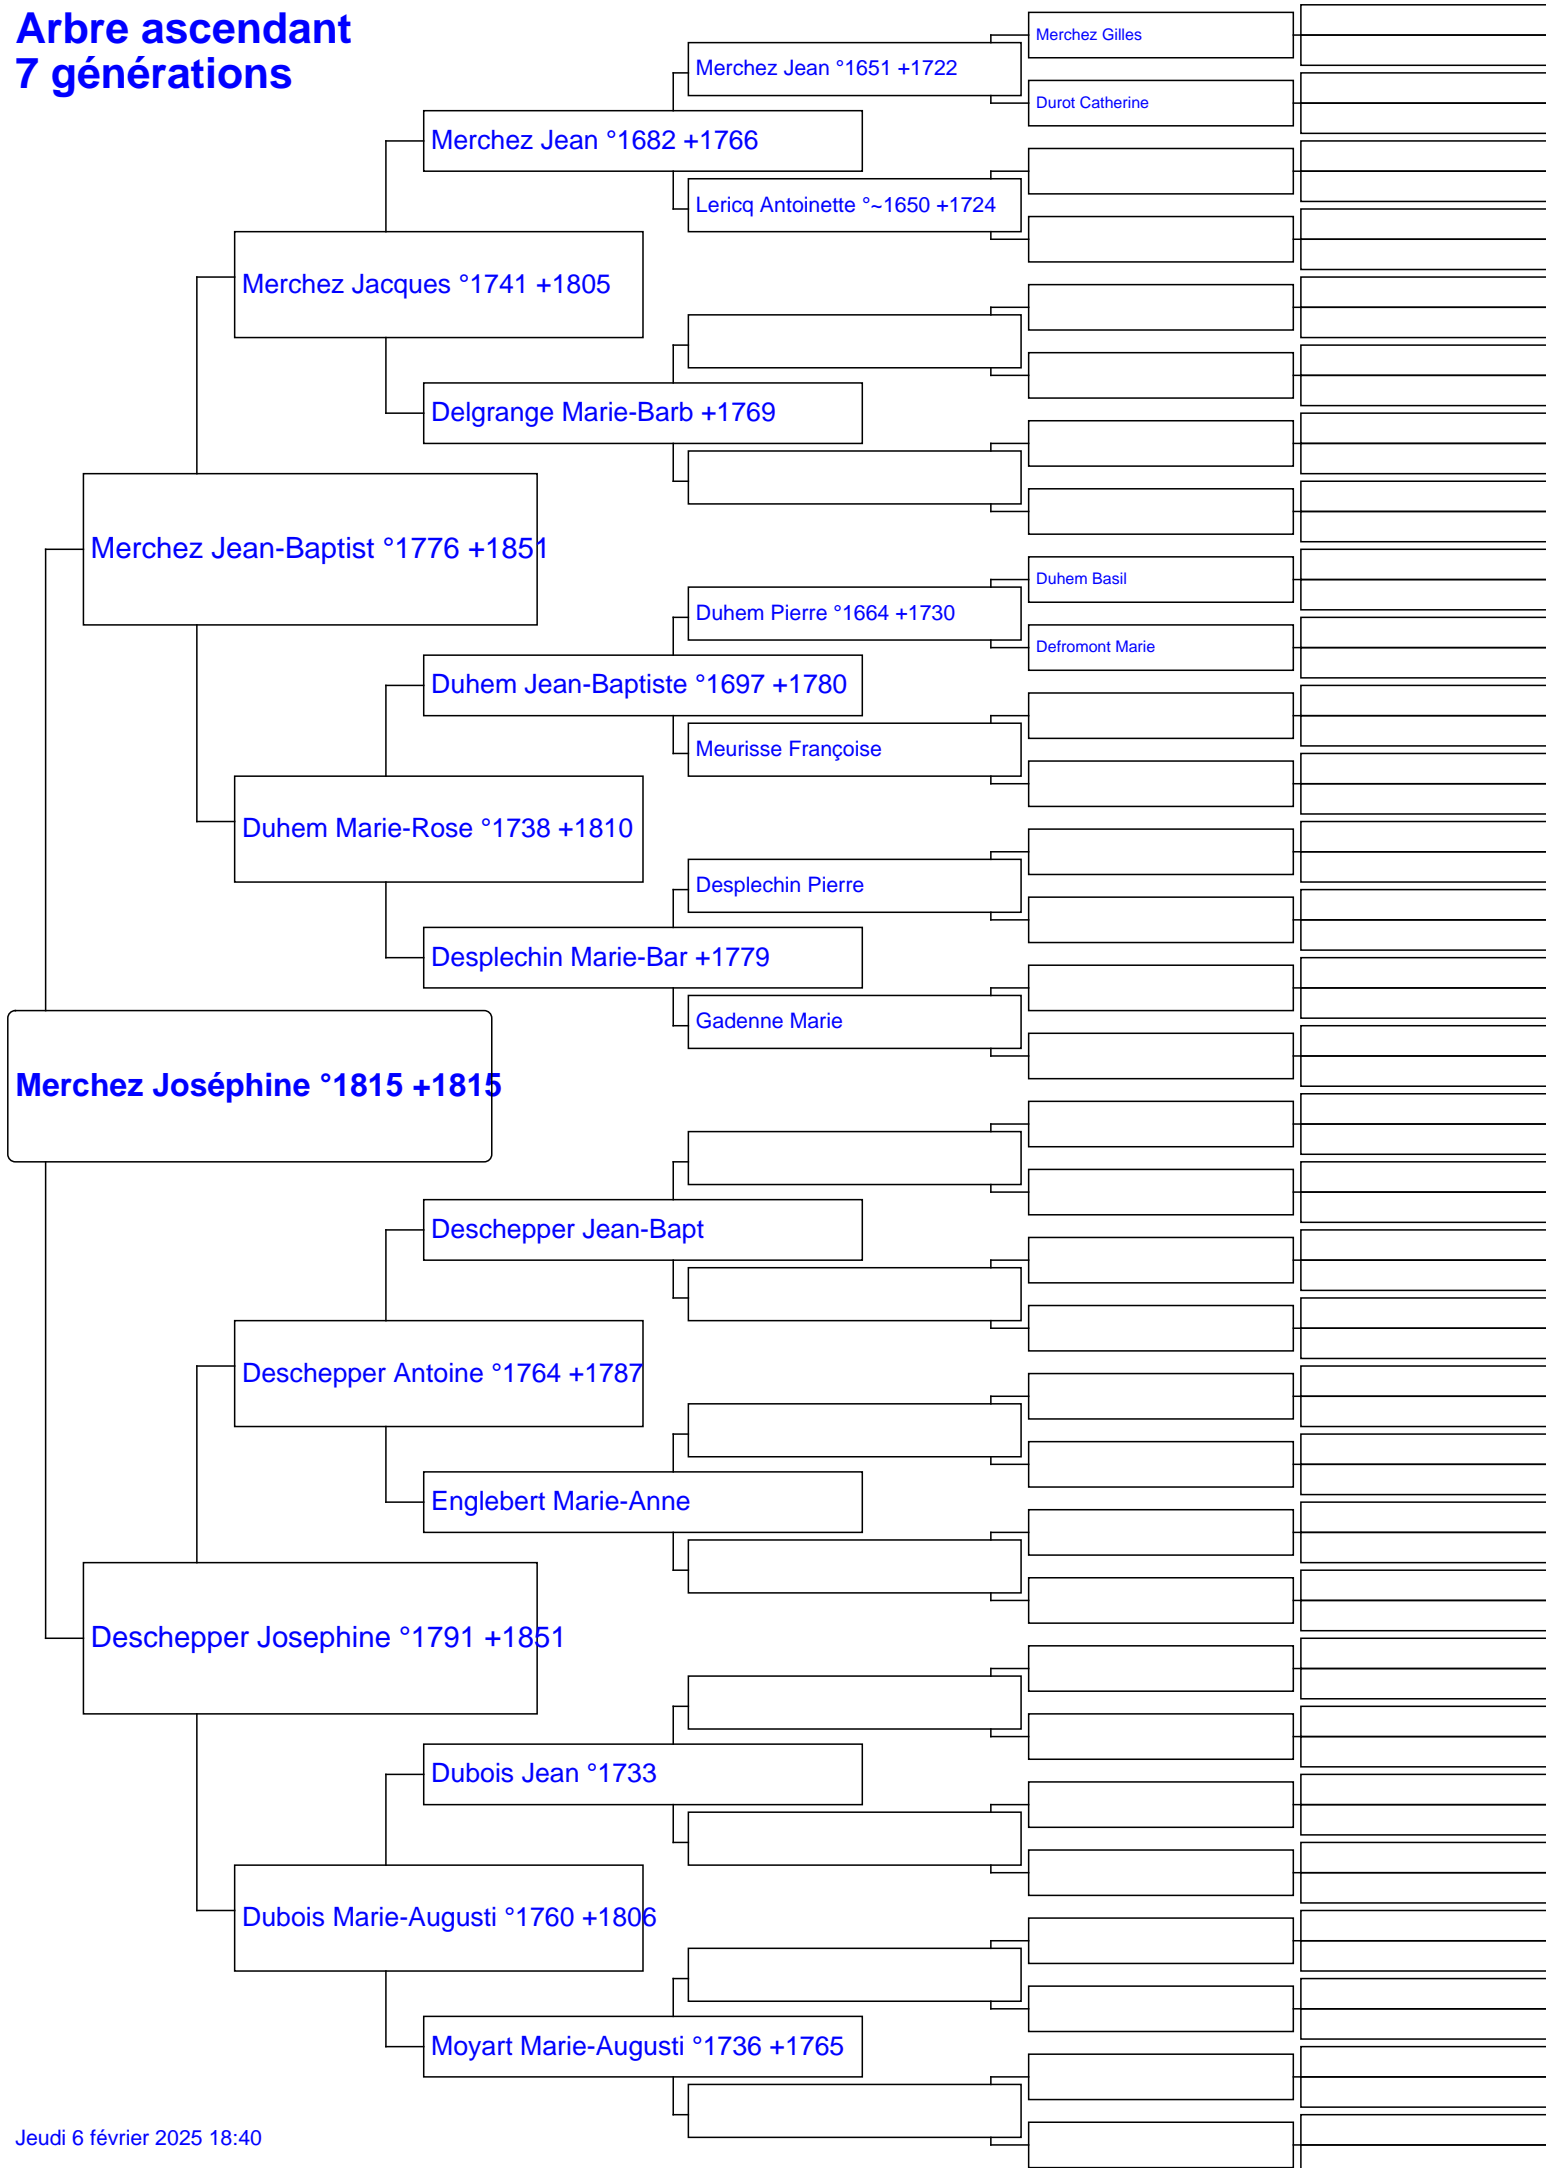 Arbre ascendant
7 générations
Merchez Gilles
Merchez Jean °1651 +1722
Durot Catherine
Merchez Jean °1682 +1766
Lericq Antoinette °~1650 +1724
Merchez Jacques °1741 +1805
Delgrange Marie-Barb +1769
Merchez Jean-Baptist °1776 +1851
Duhem Basil
Duhem Pierre °1664 +1730
Defromont Marie
Duhem Jean-Baptiste °1697 +1780
Meurisse Françoise
Duhem Marie-Rose °1738 +1810
Desplechin Pierre
Desplechin Marie-Bar +1779
Gadenne Marie
Merchez Joséphine °1815 +1815
Deschepper Jean-Bapt
Deschepper Antoine °1764 +1787
Englebert Marie-Anne
Deschepper Josephine °1791 +1851
Dubois Jean °1733
Dubois Marie-Augusti °1760 +1806
Moyart Marie-Augusti °1736 +1765
Jeudi 6 février 2025 18:40